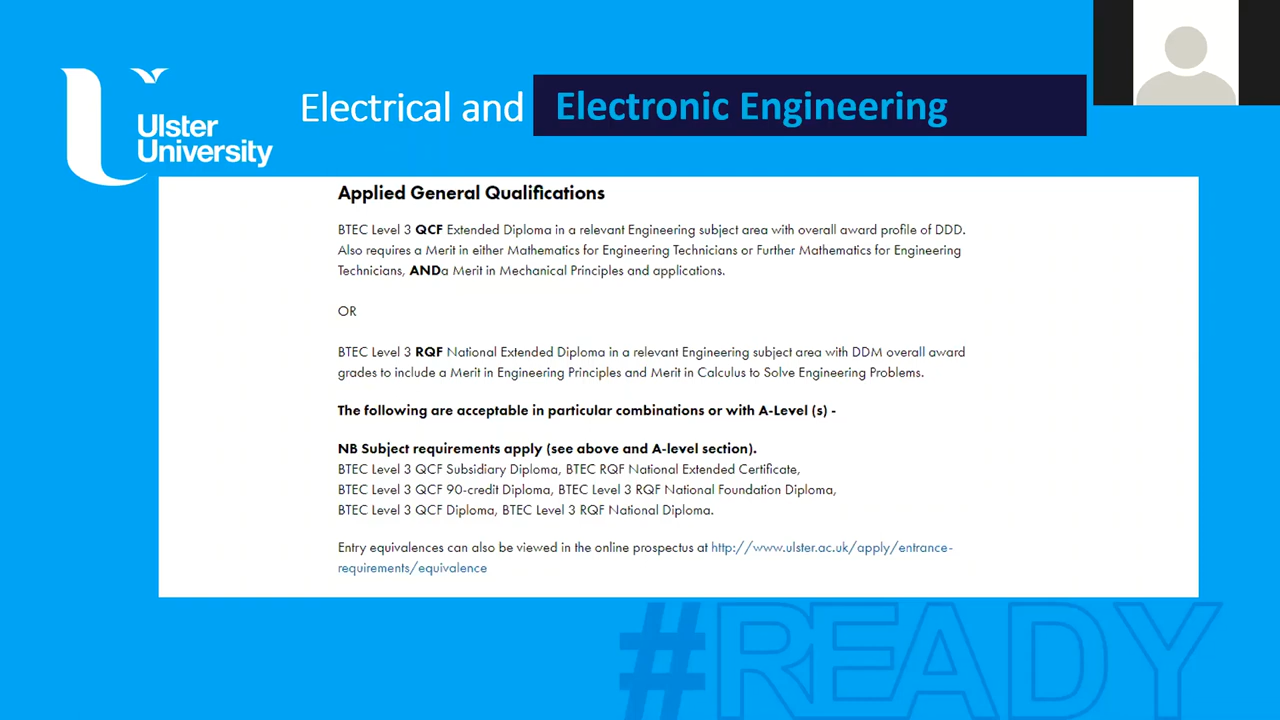 Ulster
University
Electrical and Electronic Engineering
Applied General Qualifications
BTEC Level 3 QCF Extended Diploma in a relevant Engineering subject area with overall award profile of DDD.
Also requires a Merit in either Mathematics for Engineering Technicians or Further Mathematics for Engineering
Technicians, ANDa Merit in Mechanical Principles and applications.
OR
BTEC Level 3 RQF National Extended Diploma in a relevant Engineering subject area with DDM overall award
grades to include a Merit in Engineering Principles and Merit in Calculus to Solve Engineering Problems.
The following are acceptable in particular combinations or with A-Level (s) -
NB Subject requirements apply (see above and A-level section).
BTEC Level 3 QCF Subsidiary Diploma, BTEC RQF National Extended Certificate,
BTEC Level 3 QCF 90-credit Diploma, BTEC Level 3 RQF National Foundation Diploma,
BTEC Level 3 QCF Diploma, BTEC Level 3 RQF National Diploma.
Entry equivalences can also be viewed in the online prospectus at http://www.ulster.ac.uk/apply/entrance-
requirements/equivalence
#READY